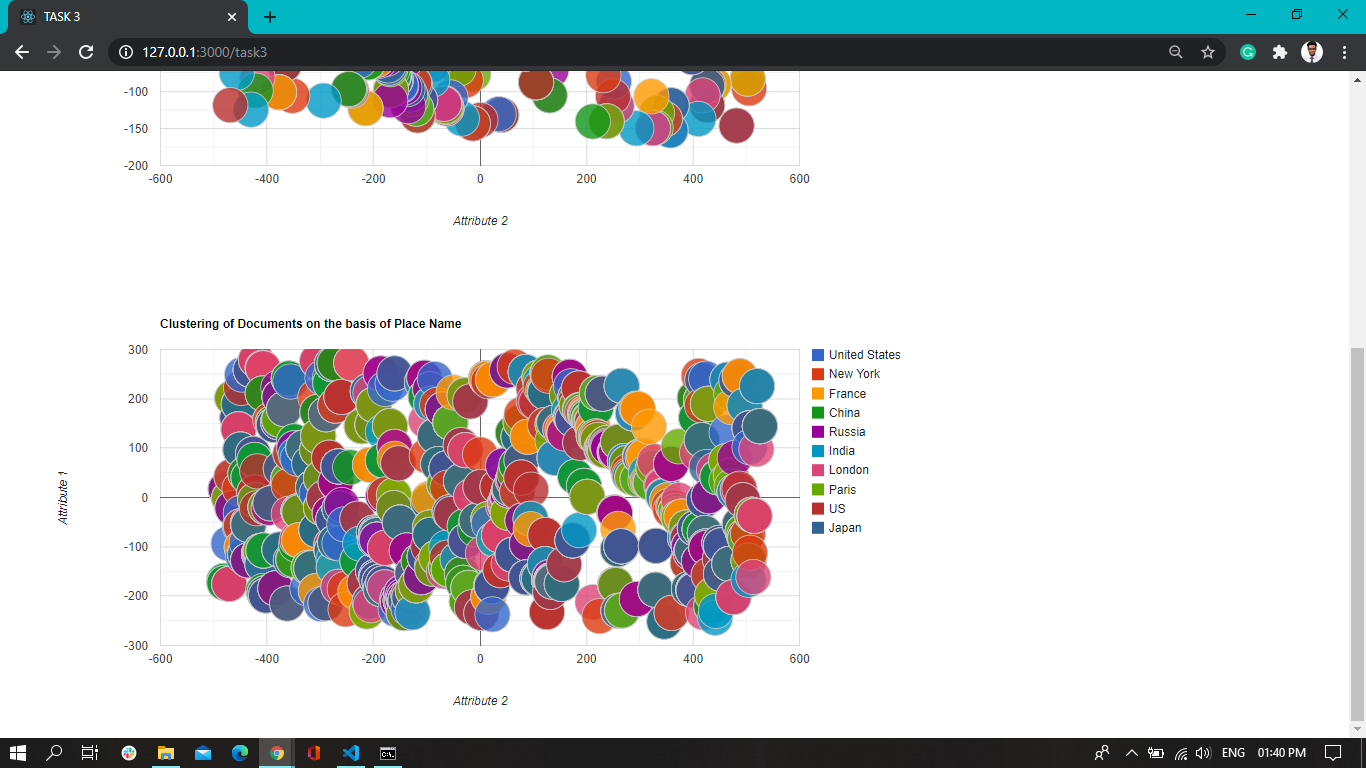 TASK 3
127.0.0.1:3000/task3
-100
-150
-200
-600 -400 -200 0 200 400 600
Attribute 2
Clustering of Documents on the basis of Place Name
300
200
100
0
-100
-200
-300
Attribute 1
-600 -400 -200 0 200 400 600
Attribute 2
United States
New York
France
China
Russia
India
London
Paris
US
Japan
ENG 01:40 PM